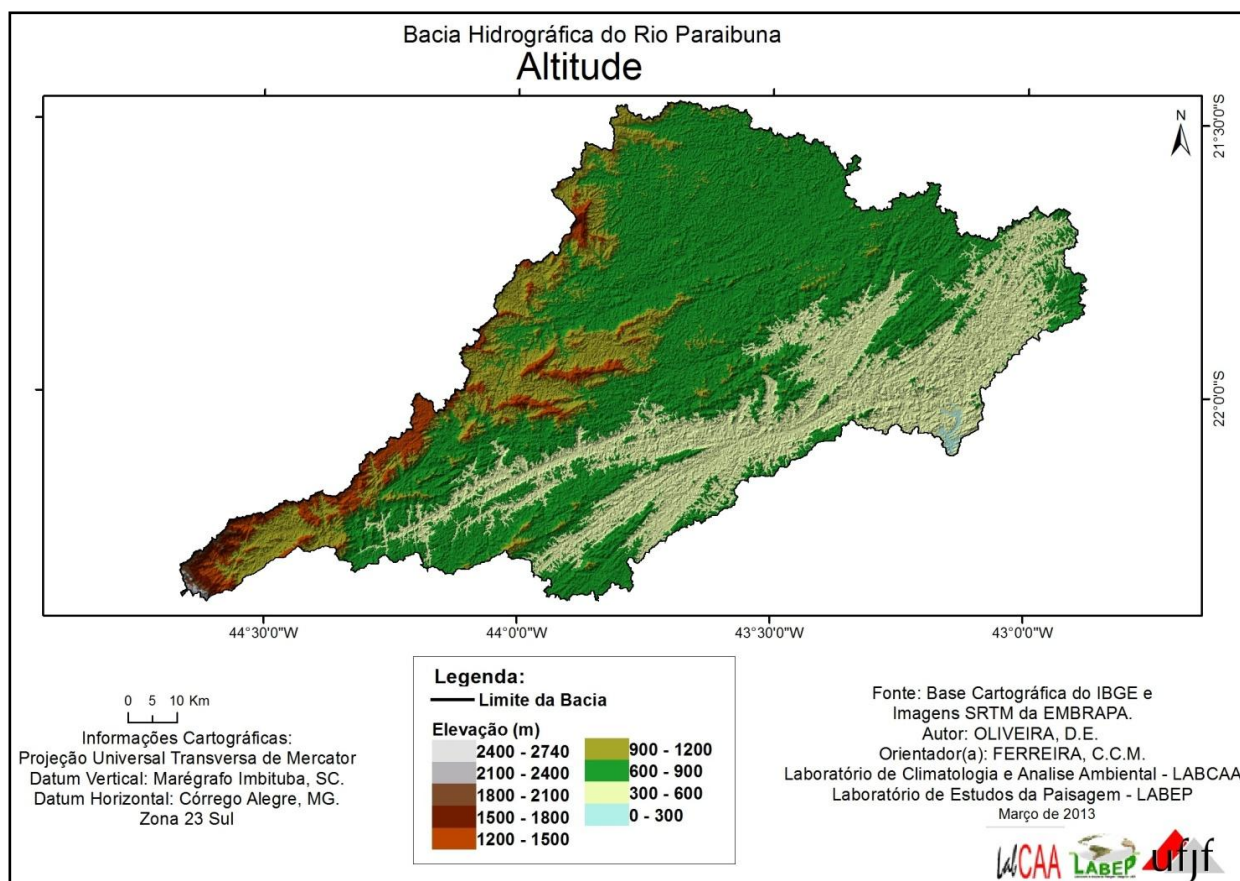 Bacia Hidrográfica do Rio Paraibuna
Altitude
N
21°30'0"S
22°0'0"S
44°30'0"W
44°0'0"W
43°30'0"W
43°0'0"W
0 5 10 Km
Informações Cartográficas:
Projeção Universal Transversa de Mercator
Datum Vertical: Marégrafo Imbituba, SC.
Datum Horizontal: Córrego Alegre, MG.
Zona 23 Sul
Legenda:
Limite da Bacia
Elevação (m)
2400 - 2740
2100 - 2400
1800 - 2100
1500 - 1800
1200 - 1500
900 - 1200
600 - 900
300 - 600
0 - 300
Fonte: Base Cartográfica do IBGE e
Imagens SRTM da EMBRAPA.
Autor: OLIVEIRA, D.E.
Orientador(a): FERREIRA, C.C.M.
Laboratório de Climatologia e Analise Ambiental - LABCAA
Laboratório de Estudos da Paisagem - LABEP
Março de 2013
LabCAA
LABEP
ufjf